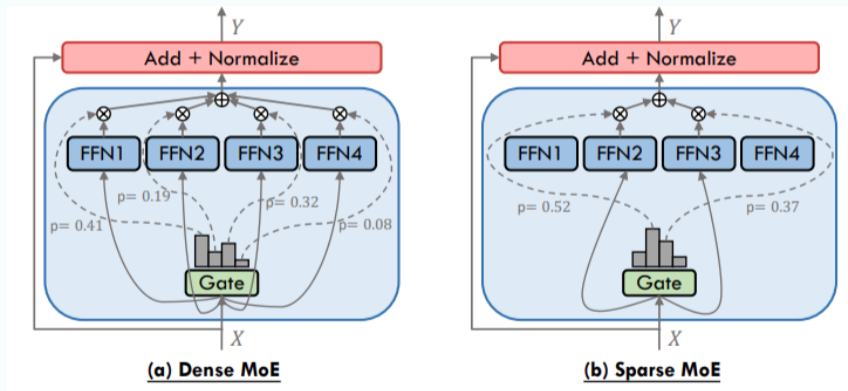 Y
Add + Normalize
FFN1 FFN2 FFN3 FFN4
p= 0.19
p= 0.32
p= 0.41
p= 0.08
Gate
X
(a) Dense MoE
Y
Add + Normalize
FFN1 FFN2 FFN3 FFN4
p= 0.52
p= 0.37
Gate
X
(b) Sparse MoE